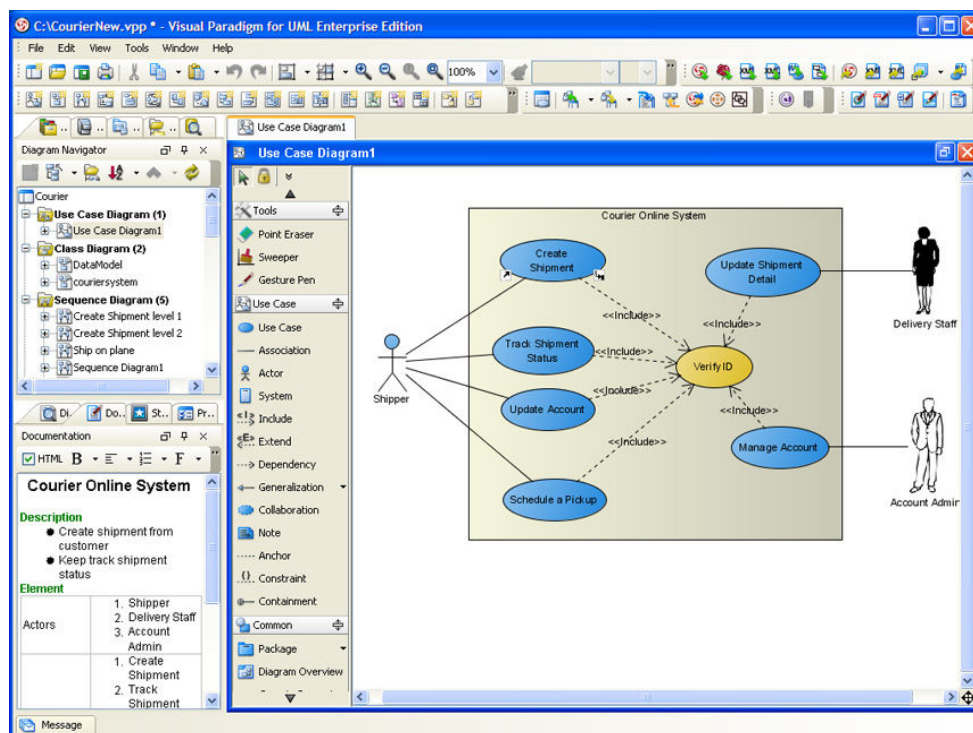 C:\CourierNew.vpp * - Visual Paradigm for UML Enterprise Edition
File Edit View Tools Window Help
100%
Use Case Diagram1
Diagram Navigator
Courier
Use Case Diagram (1)
Use Case Diagram1
Class Diagram (2)
DataModel
couriersystem
Sequence Diagram (5)
Create Shipment level 1
Create Shipment level 2
Ship on plane
Sequence Diagram1
Di.. Do.. St... Pr...
Documentation
HTML B F
Courier Online System
Description
Create shipment from
customer
Keep track shipment
status
Element
Actors
1. Shipper
2. Delivery Staff
3. Account
Admin
1. Create
Shipment
2. Track
Shipment
Message
Use Case Diagram1
Tools
Point Eraser
Sweeper
Gesture Pen
Use Case
Use Case
Association
Actor
System
Include
Extend
Dependency
Generalization
Collaboration
Note
Anchor
Constraint
Containment
Common
Package
Diagram Overview
Courier Online System
Create
Shipment
Update Shipment
Detail
<<Include>>
<<Include>>
Delivery Staff
Track Shipment
Status
<<Include>>
Verify ID
Shipper
<<Include>>
Update Account
<<Include>>
<<Include>>
Manage Account
Schedule a Pickup
Account Admin